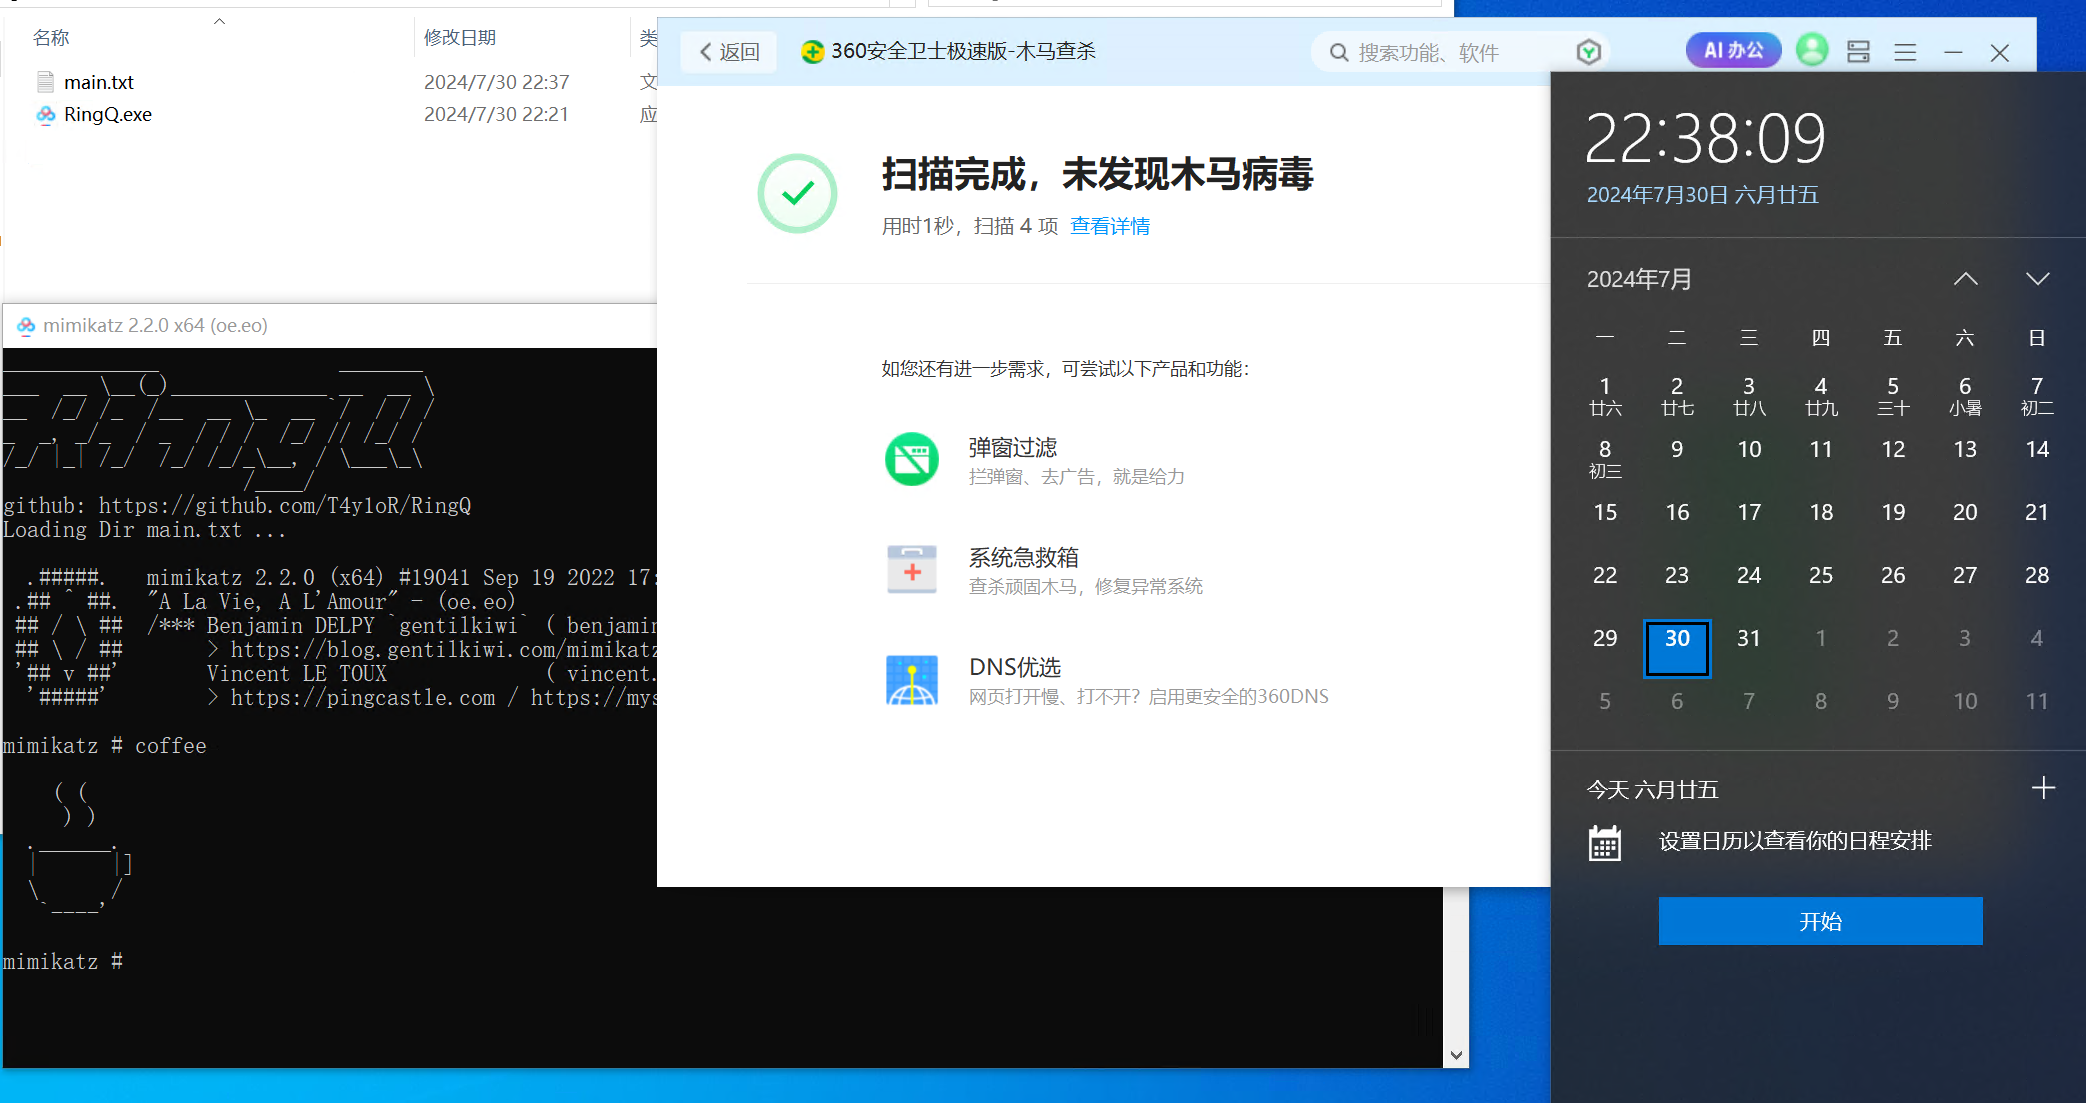 名称
修改日期
类
main.txt
2024/7/30 22:37
文
RingQ.exe
2024/7/30 22:21
应
返回
360安全卫士极速版-木马查杀
搜索功能、软件
AI 办公
扫描完成，未发现木马病毒
用时1秒，扫描 4 项 查看详情
如您还有进一步需求，可尝试以下产品和功能：
弹窗过滤
拦弹窗、去广告，就是给力
系统急救箱
查杀顽固木马，修复异常系统
DNS优选
网页打开慢、打不开？启用更安全的360DNS
mimikatz 2.2.0 x64 (oe.eo)
RingQ
github: https://github.com/T4y1oR/RingQ
Loading Dir main.txt ...
.#####.   mimikatz 2.2.0 (x64) #19041 Sep 19 2022 17:
.## ^ ##.  "A La Vie, A L'Amour" - (oe.eo)
## / \ ##  /*** Benjamin DELPY `gentilkiwi` ( benjamin
## \ / ##       > https://blog.gentilkiwi.com/mimikatz
'## v ##'       Vincent LE TOUX             ( vincent.
'#####'        > https://pingcastle.com / https://mys
mimikatz # coffee
mimikatz #
22:38:09
2024年7月30日 六月廿五
2024年7月
一 二 三 四 五 六 日
1 2 3 4 5 6 7
廿六 廿七 廿八 廿九 三十 小暑 初二
8 9 10 11 12 13 14
初三
15 16 17 18 19 20 21
22 23 24 25 26 27 28
29 30 31 1 2 3 4
5 6 7 8 9 10 11
今天 六月廿五
设置日历以查看你的日程安排
开始